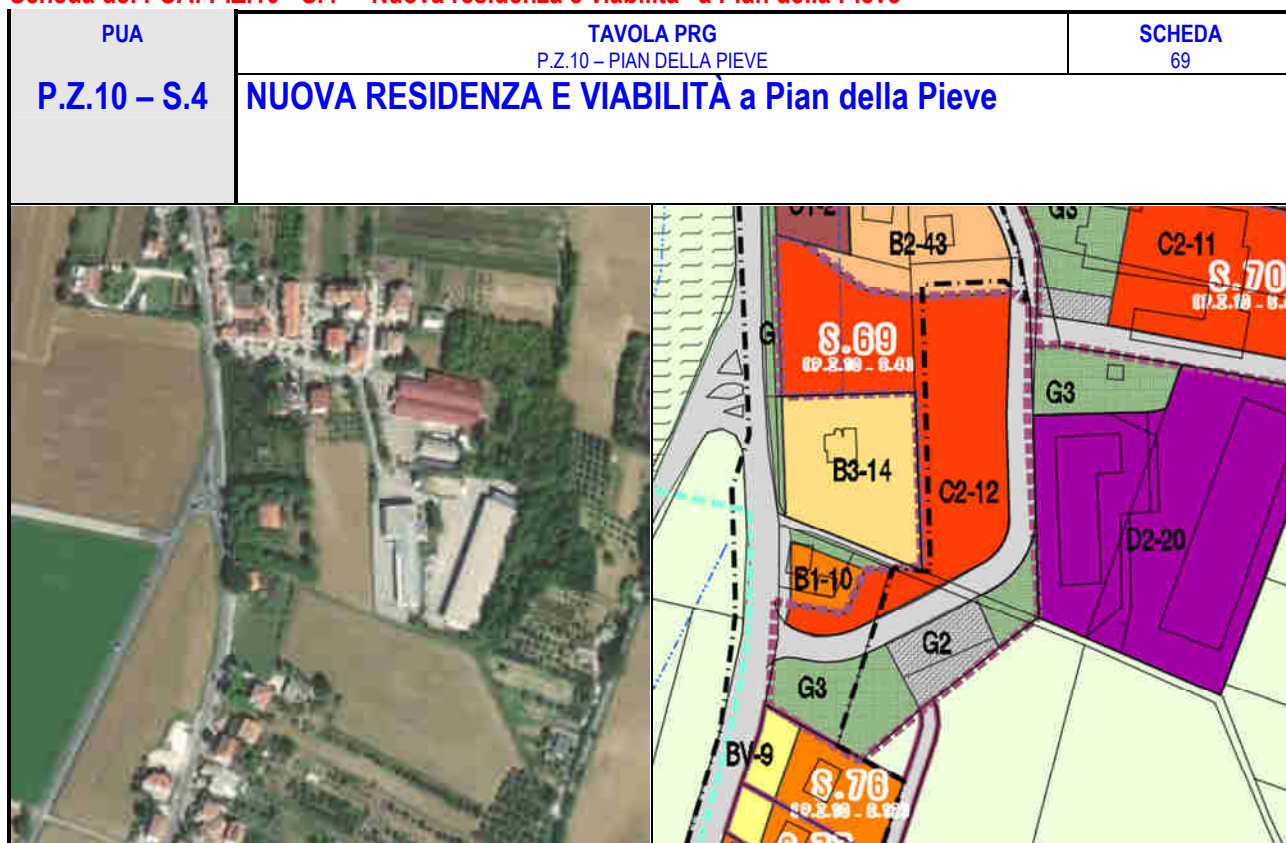 PUA
TAVOLA PRG
SCHEDA
P.Z.10 – PIAN DELLA PIEVE
69
P.Z.10 – S.4
NUOVA RESIDENZA E VIABILITÀ a Pian della Pieve
B2-43
G3
C2-11
S.70
G
S.69
(P.Z.10 - S.4)
G3
B3-14
C2-12
D2-20
B1-10
G2
G3
BV-9
S.76